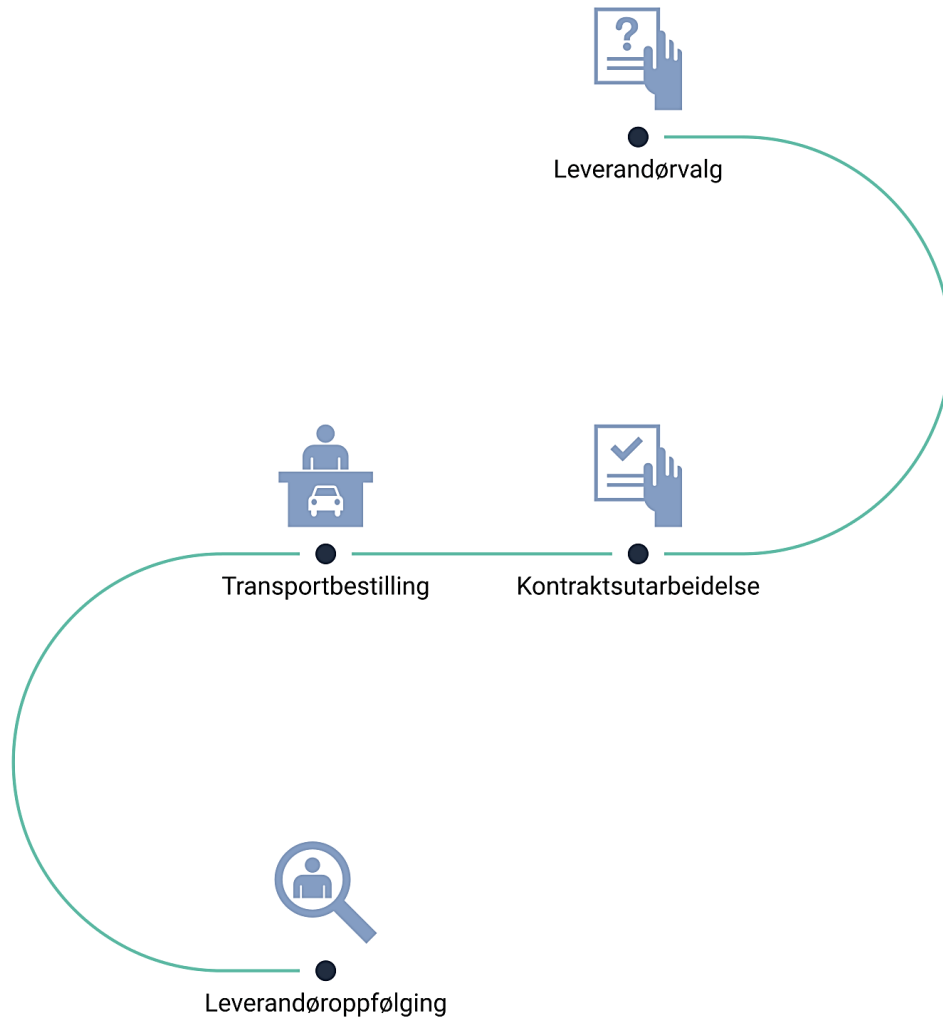 ?
Leverandørvalg
Kontraktsutarbeidelse
Transportbestilling
Leverandøroppfølging